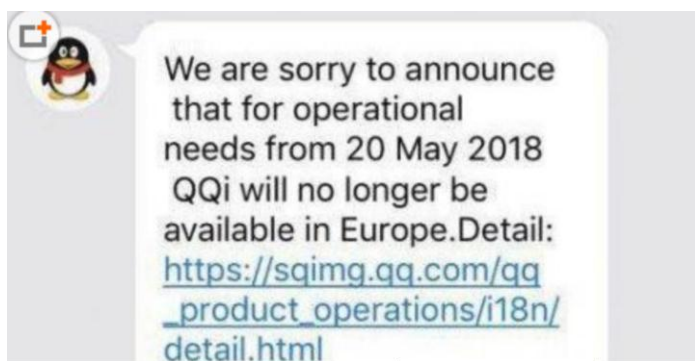 We are sorry to announce
that for operational
needs from 20 May 2018
QQi will no longer be
available in Europe.Detail:
https://sqimg.qq.com/qq
_product_operations/i18n/
detail.html